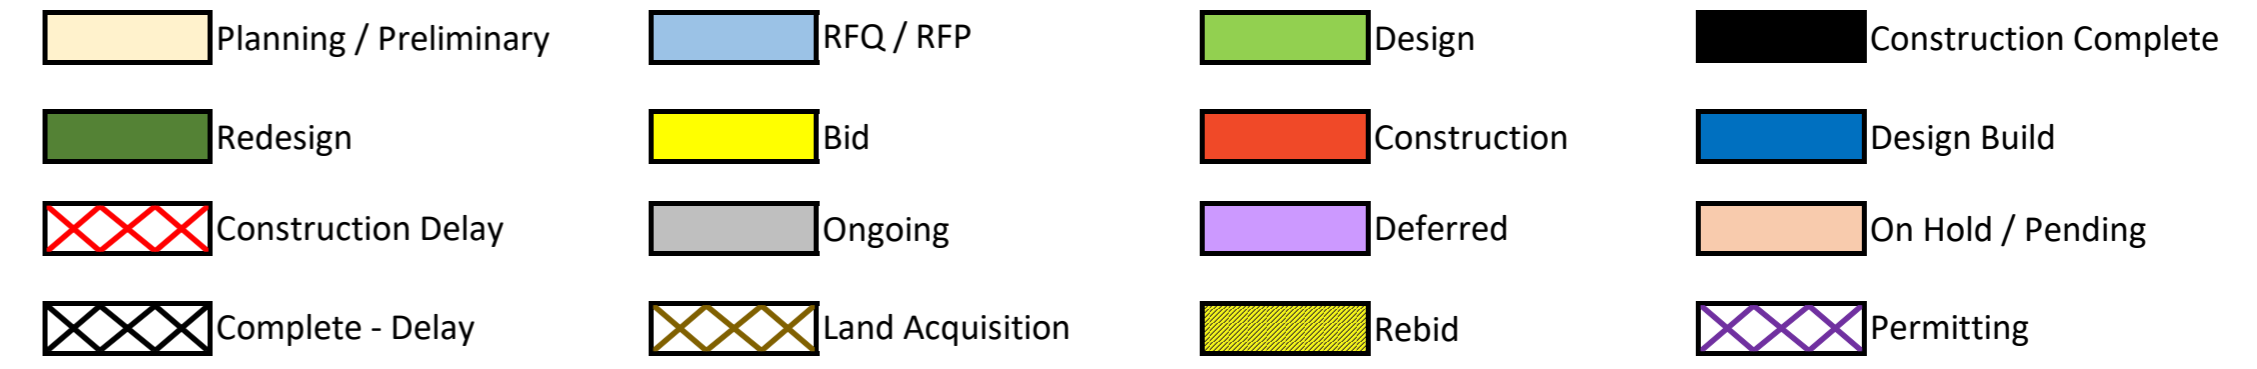 Planning / Preliminary
RFQ / RFP
Design
Construction Complete
Redesign
Bid
Construction
Design Build
Construction Delay
Ongoing
Deferred
On Hold / Pending
Complete - Delay
Land Acquisition
Rebid
Permitting